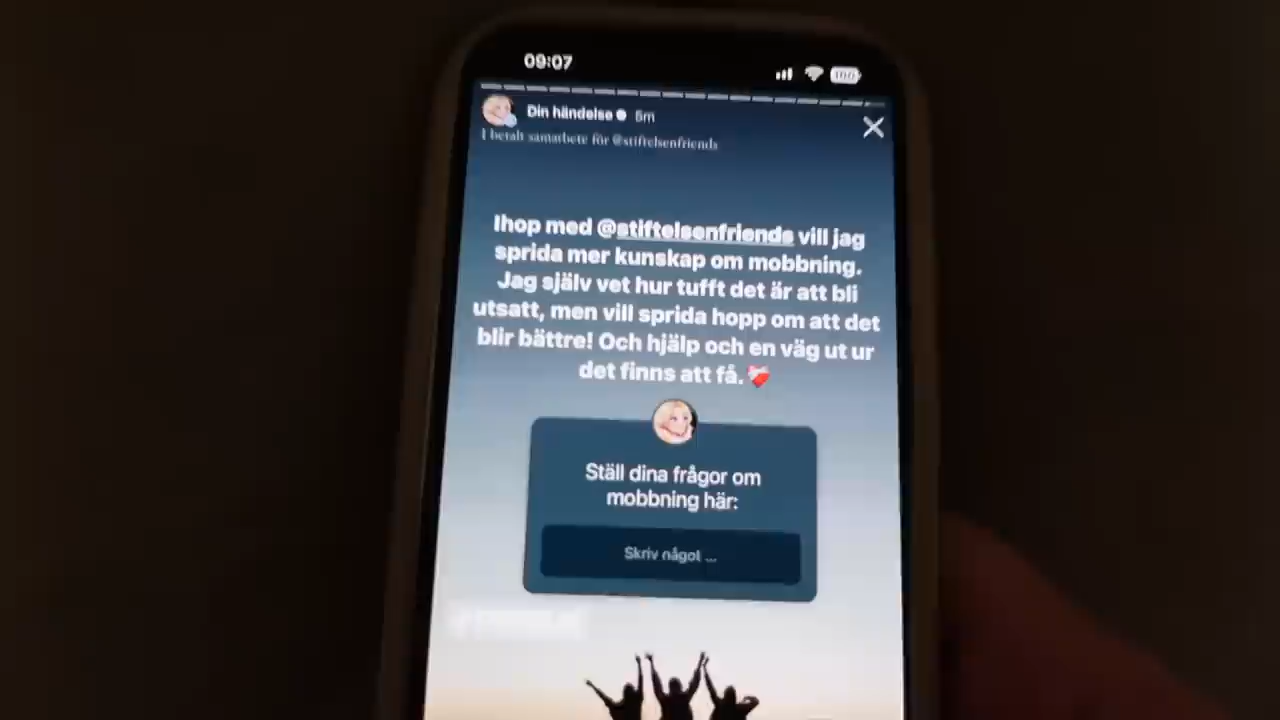 09:07
100
Din händelse 5m
I betalt samarbete för @stiftelsenfriends
Ihop med @stiftelsenfriends vill jag
sprida mer kunskap om mobbning.
Jag själv vet hur tufft det är att bli
utsatt, men vill sprida hopp om att det
blir bättre! Och hjälp och en väg ut ur
det finns att få.
Ställ dina frågor om
mobbning här:
Skriv något ...